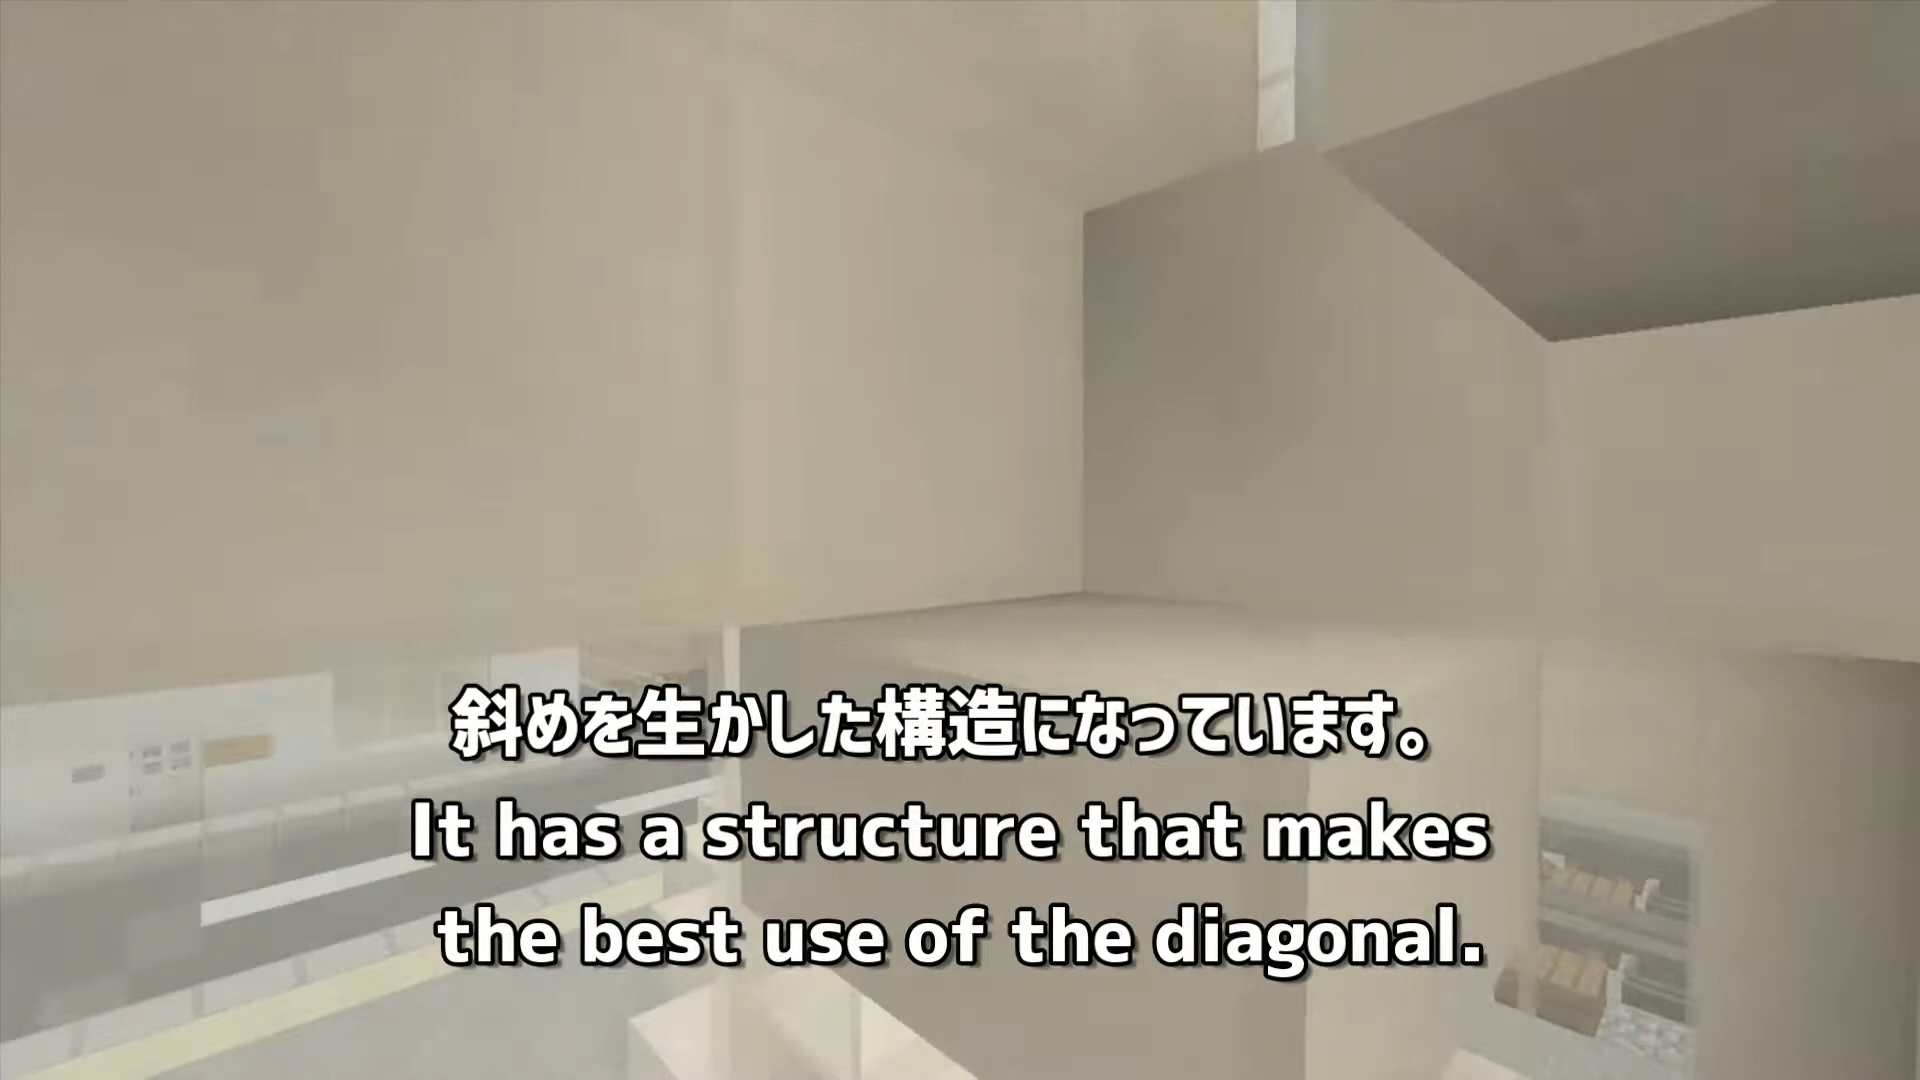 斜めを生かした構造になっています。
It has a structure that makes
the best use of the diagonal.